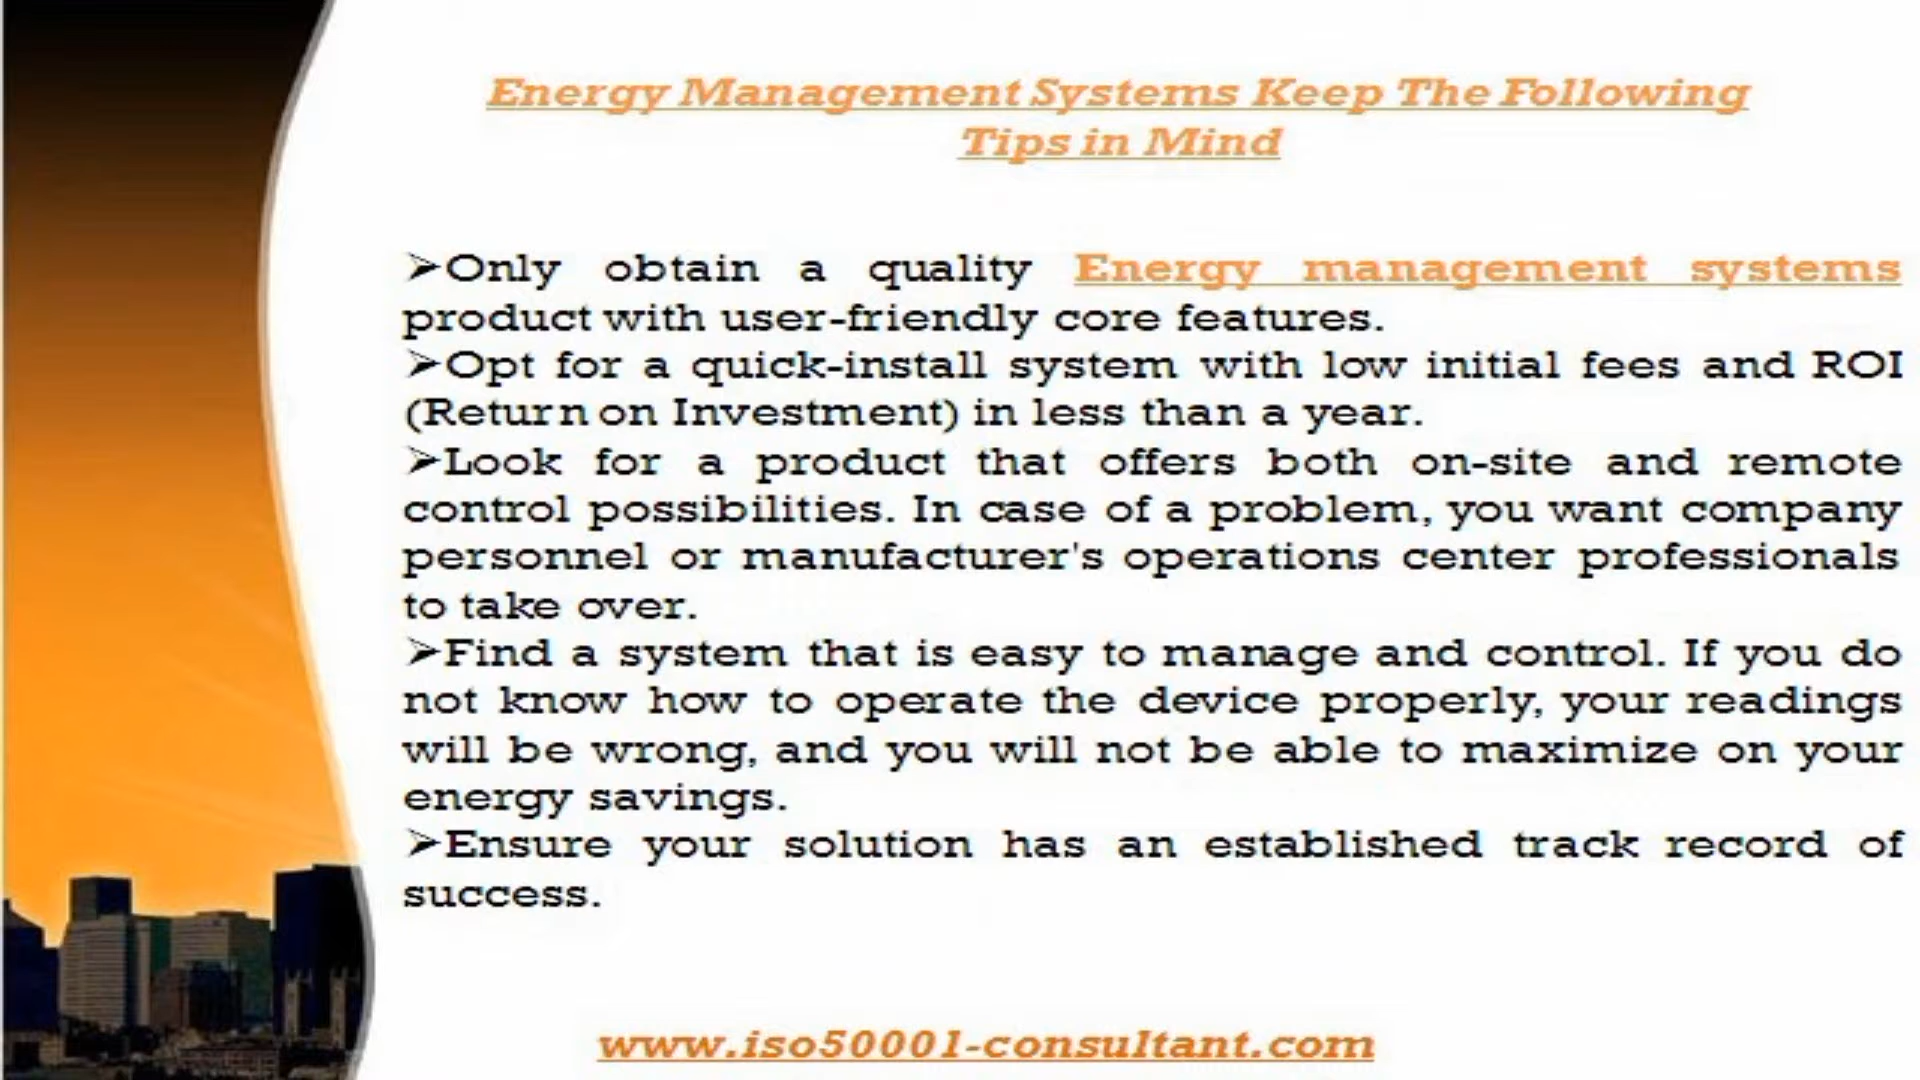 Energy Management Systems Keep The Following
Tips in Mind
➢Only obtain a quality Energy management systems
product with user-friendly core features.
➢Opt for a quick-install system with low initial fees and ROI
(Return on Investment) in less than a year.
➢Look for a product that offers both on-site and remote
control possibilities. In case of a problem, you want company
personnel or manufacturer's operations center professionals
to take over.
➢Find a system that is easy to manage and control. If you do
not know how to operate the device properly, your readings
will be wrong, and you will not be able to maximize on your
energy savings.
➢Ensure your solution has an established track record of
success.
www.iso50001-consultant.com